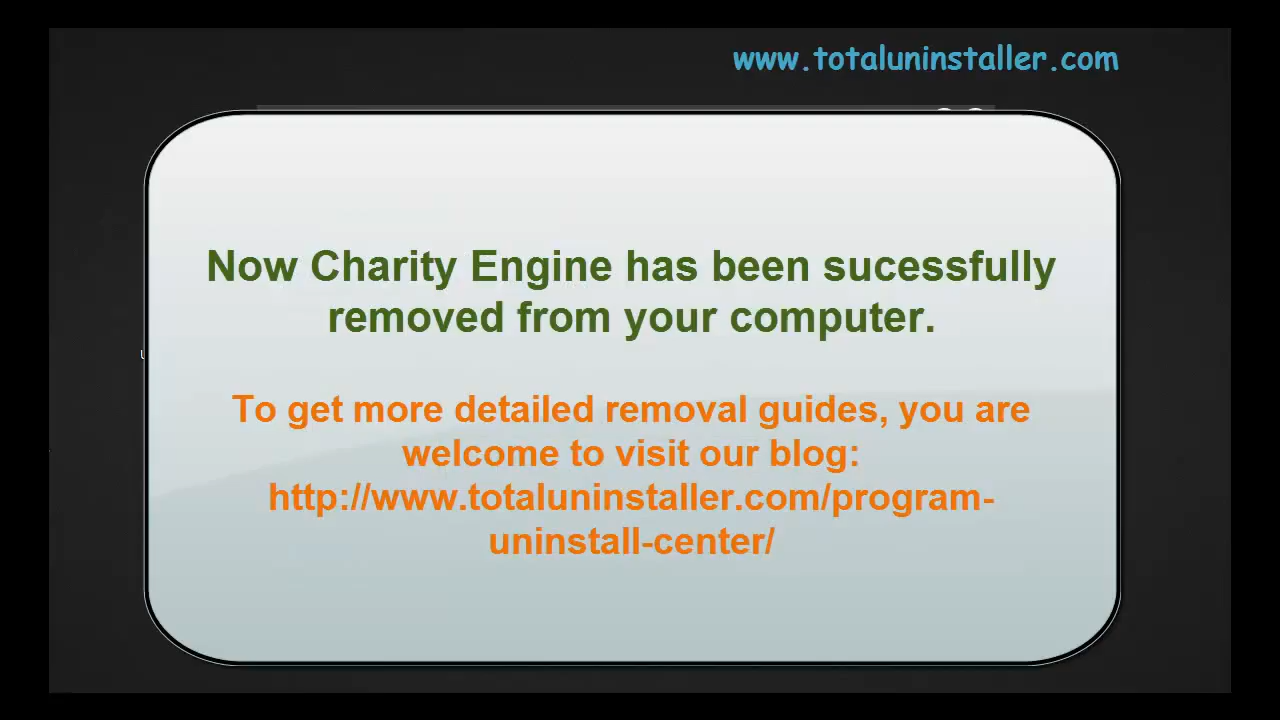 www.totaluninstaller.com
Now Charity Engine has been sucessfully
removed from your computer.
To get more detailed removal guides, you are
welcome to visit our blog:
http://www.totaluninstaller.com/program-
uninstall-center/